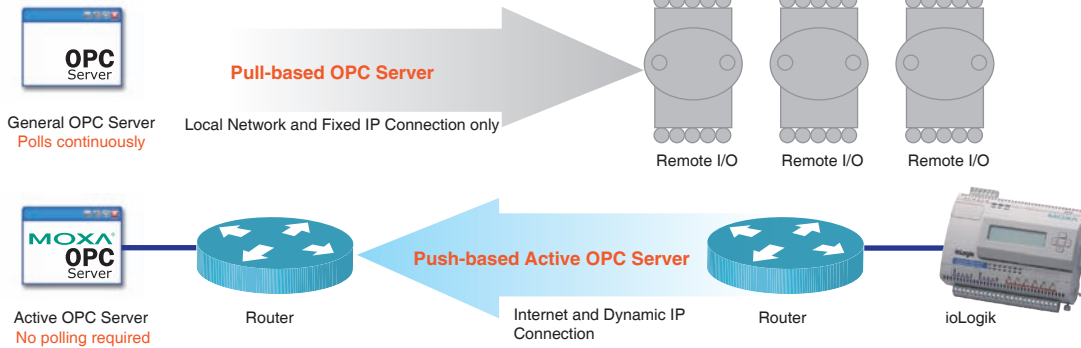 OPC
Server
Pull-based OPC Server
General OPC Server
Polls continuously
Local Network and Fixed IP Connection only
Remote I/O
Remote I/O
Remote I/O
MOXA
OPC
Server
Push-based Active OPC Server
MOXA
ioLogik
Active OPC Server
No polling required
Router
Internet and Dynamic IP
Connection
Router
ioLogik